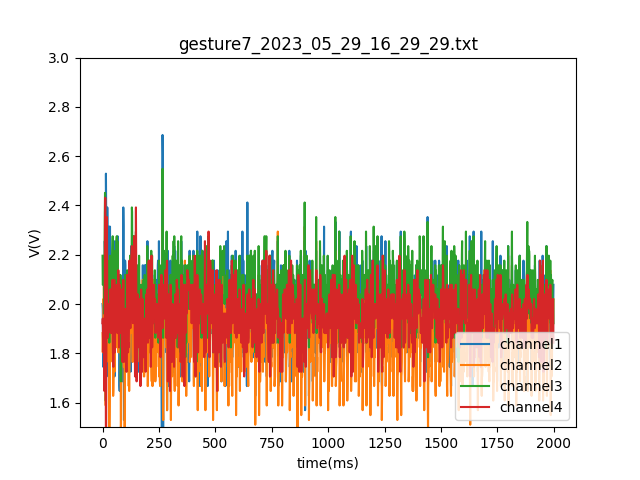 gesture7_2023_05_29_16_29_29.txt
3.0
2.8
2.6
2.4
2.2
2.0
1.8
1.6
V(V)
channel1
channel2
channel3
channel4
0 250 500 750 1000 1250 1500 1750 2000
time(ms)